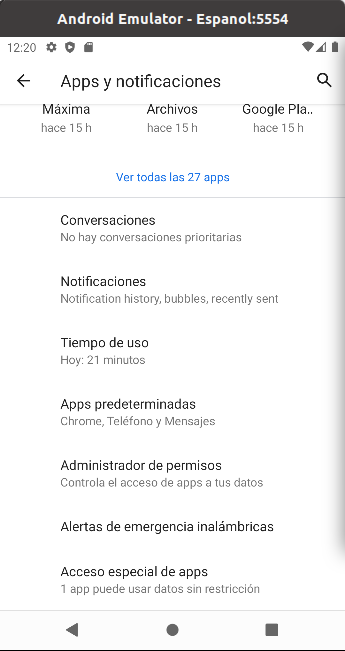 Android Emulator - Espanol:5554
12:20
Apps y notificaciones
Máxima Archivos Google Pla..
hace 15 h hace 15 h hace 15 h
Ver todas las 27 apps
Conversaciones
No hay conversaciones prioritarias
Notificaciones
Notification history, bubbles, recently sent
Tiempo de uso
Hoy: 21 minutos
Apps predeterminadas
Chrome, Teléfono y Mensajes
Administrador de permisos
Controla el acceso de apps a tus datos
Alertas de emergencia inalámbricas
Acceso especial de apps
1 app puede usar datos sin restricción